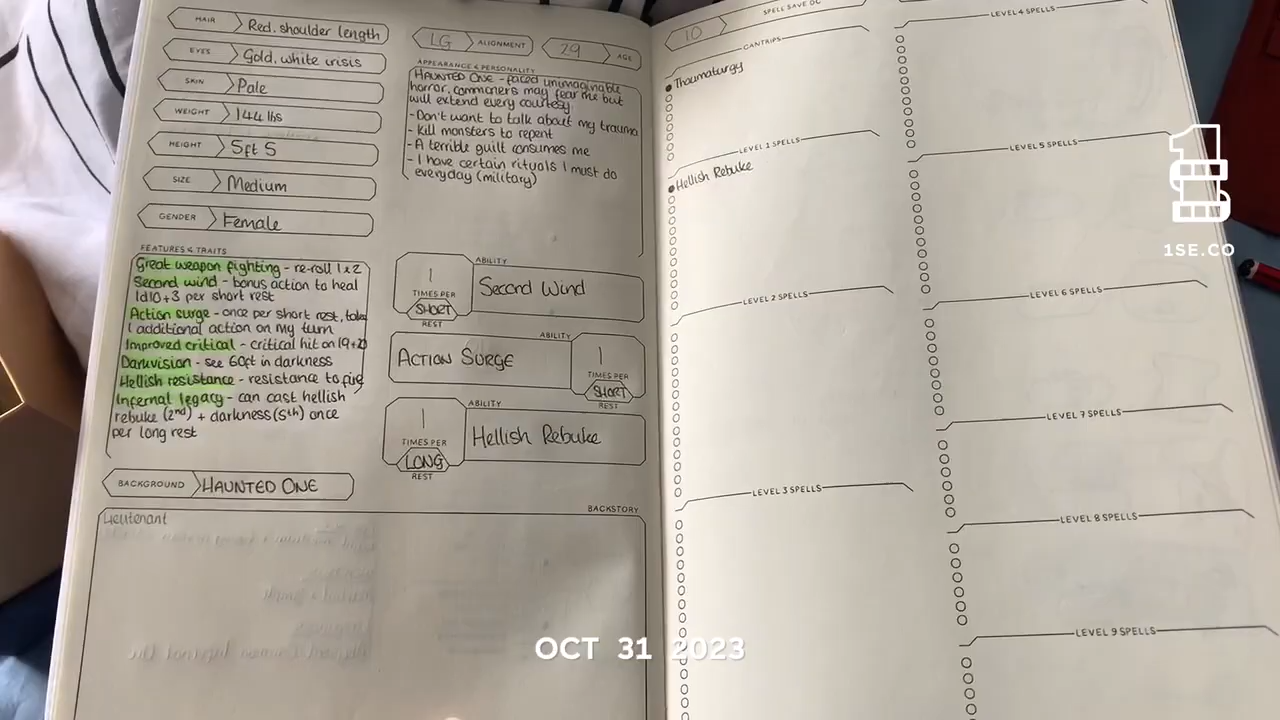 HAIR Red, shoulder length
EYES Gold, white irisis
SKIN Pale
WEIGHT 144 lbs
HEIGHT 5ft 5
SIZE Medium
GENDER Female
LG ALIGNMENT
29 AGE
APPEARANCE & PERSONALITY
HAUNTED ONE - faced unimaginable
horror, commoners may fear me but
will extend every courtesy
- Don't want to talk about my trauma
- Kill monsters to repent
- A terrible guilt consumes me
- I have certain rituals I must do
everyday (military)
FEATURES & TRAITS
Great weapon fighting - re-roll 1 & 2
Second wind - bonus action to heal
1d10+3 per short rest
Action surge - once per short rest, take
1 additional action on my turn
Improved critical - critical hit on 19+20
Darkvision - see 60ft in darkness
Hellish resistance - resistance to fire
Infernal legacy - can cast hellish
rebuke (2nd) + darkness (5th) once
per long rest
ABILITY
1 TIMES PER SHORT REST
Second Wind
ABILITY
ACTION SURGE
1 TIMES PER SHORT REST
ABILITY
1 TIMES PER LONG REST
Hellish Rebuke
BACKGROUND HAUNTED ONE
BACKSTORY
Lieutenant
10 SPELL SAVE DC
CANTRIPS
Thaumaturgy
LEVEL 1 SPELLS
Hellish Rebuke
LEVEL 2 SPELLS
LEVEL 3 SPELLS
LEVEL 4 SPELLS
LEVEL 5 SPELLS
LEVEL 6 SPELLS
LEVEL 7 SPELLS
LEVEL 8 SPELLS
LEVEL 9 SPELLS
1SE.CO
OCT 31 2023